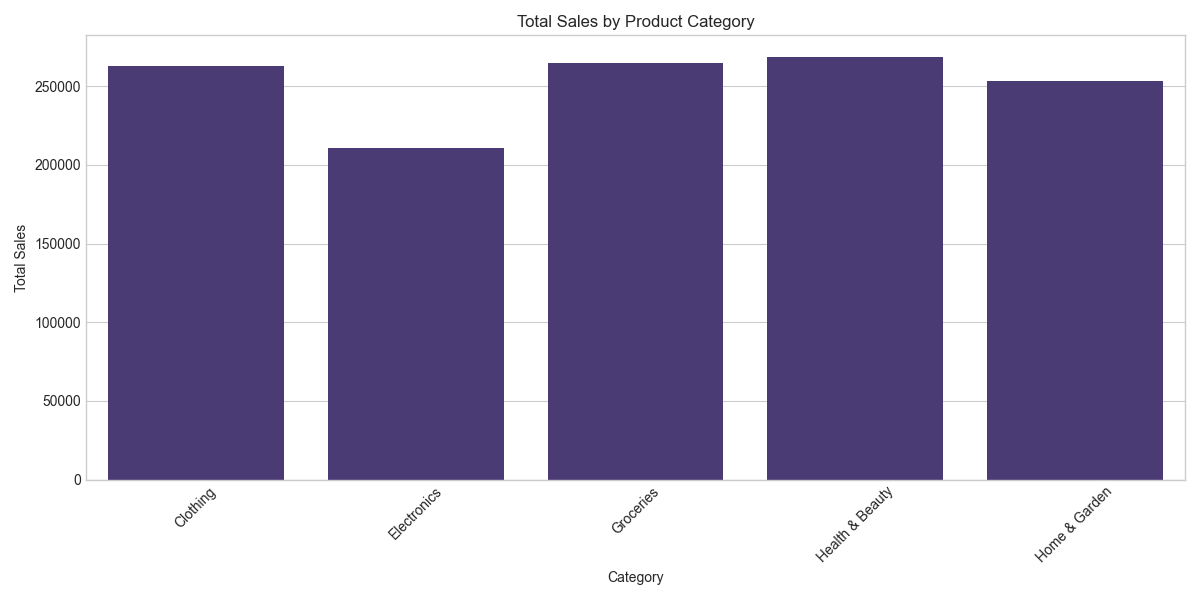 Total Sales by Product Category
Total Sales
250000
200000
150000
100000
50000
0
Clothing
Electronics
Groceries
Health & Beauty
Home & Garden
Category